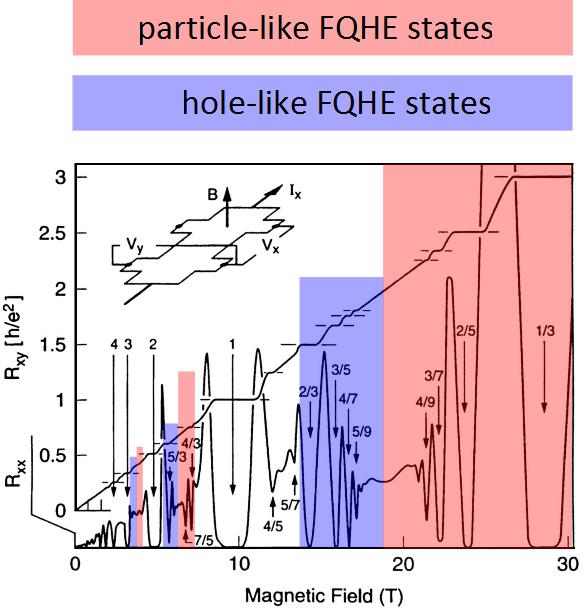 particle-like FQHE states
hole-like FQHE states
3
2.5
2
1.5
1
0.5
0
Rxy [h/e²]
Rxx
B
Ix
Vy
Vx
4 3 2 1
2/5 1/3
3/7
4/9
2/3 3/5
4/7
5/9
4/3
5/3
7/5
4/5
5/7
0 10 20 30
Magnetic Field (T)